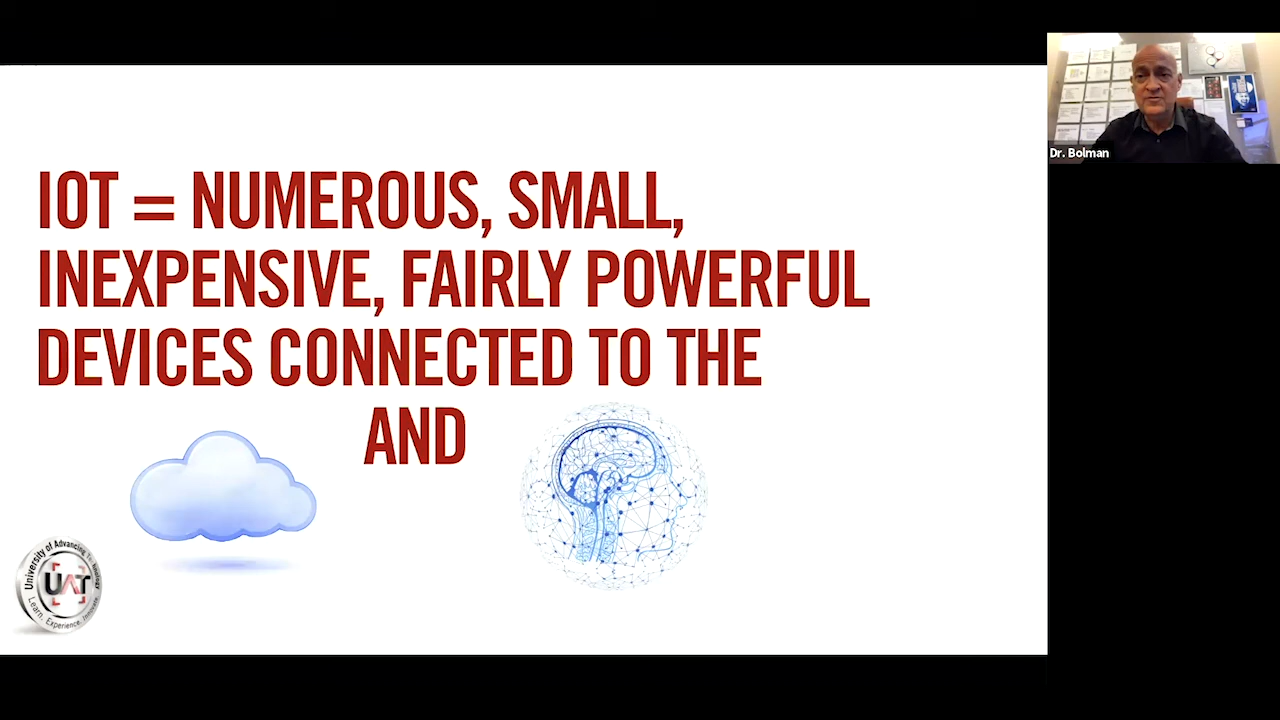 IOT = NUMEROUS, SMALL,
INEXPENSIVE, FAIRLY POWERFUL
DEVICES CONNECTED TO THE
AND
University of Advancing Technology
UAT
Learn. Experience. Innovate.
Dr. Bolman